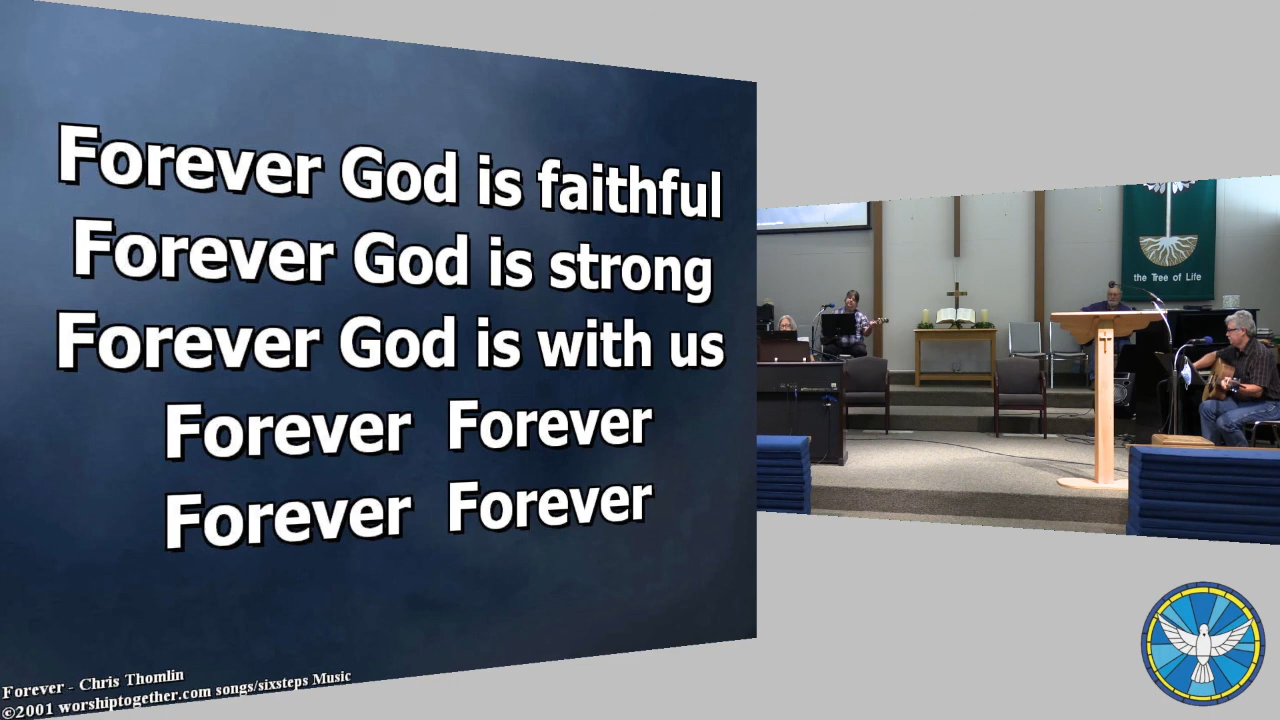 Forever God is faithful
Forever God is strong
Forever God is with us
Forever Forever
Forever Forever
Forever - Chris Thomlin
©2001 worshiptogether.com songs/sixsteps Music
the Tree of Life